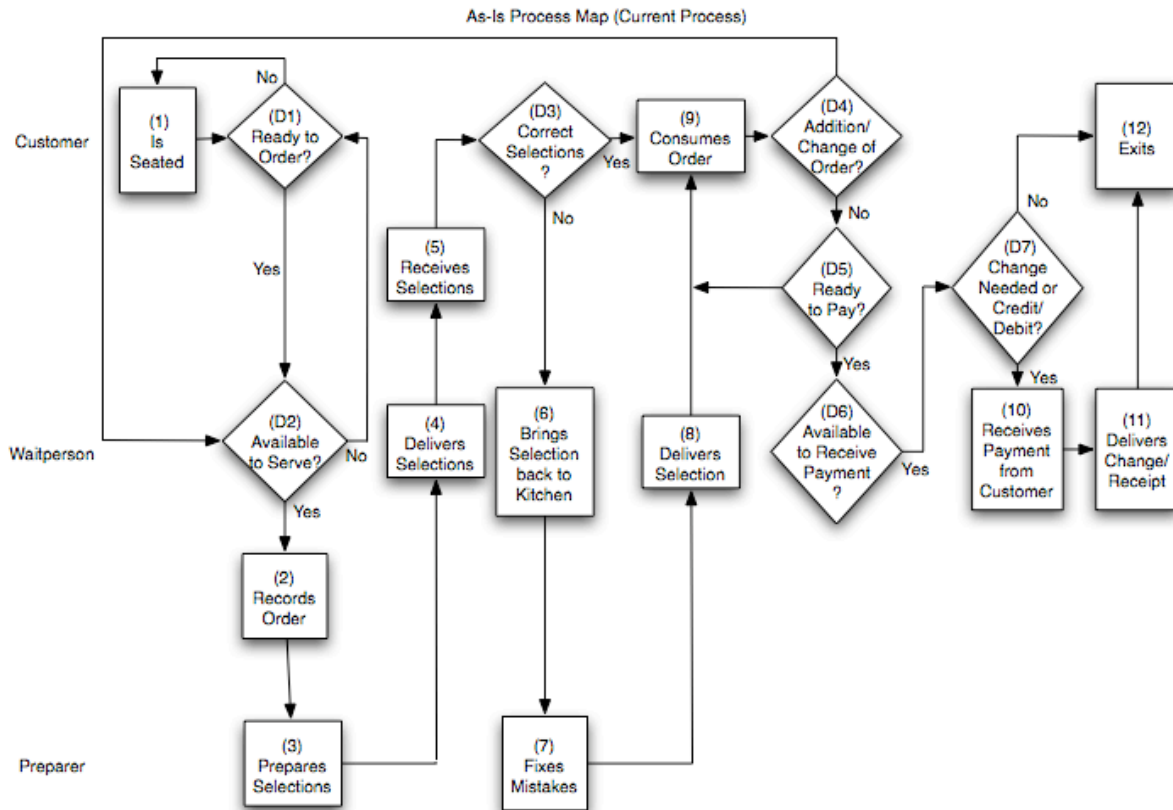 As-Is Process Map (Current Process)
Customer
Waitperson
Preparer
(1)
Is
Seated
No
(D1)
Ready to
Order?
Yes
(D2)
Available
to Serve?
No
Yes
(2)
Records
Order
(3)
Prepares
Selections
(4)
Delivers
Selections
(5)
Receives
Selections
(D3)
Correct
Selections
?
Yes
No
(6)
Brings
Selection
back to
Kitchen
(7)
Fixes
Mistakes
(8)
Delivers
Selection
(9)
Consumes
Order
(D4)
Addition/
Change of
Order?
No
(D5)
Ready
to Pay?
Yes
(D6)
Available
to Receive
Payment
?
Yes
(D7)
Change
Needed or
Credit/
Debit?
No
Yes
(10)
Receives
Payment
from
Customer
(11)
Delivers
Change/
Receipt
(12)
Exits